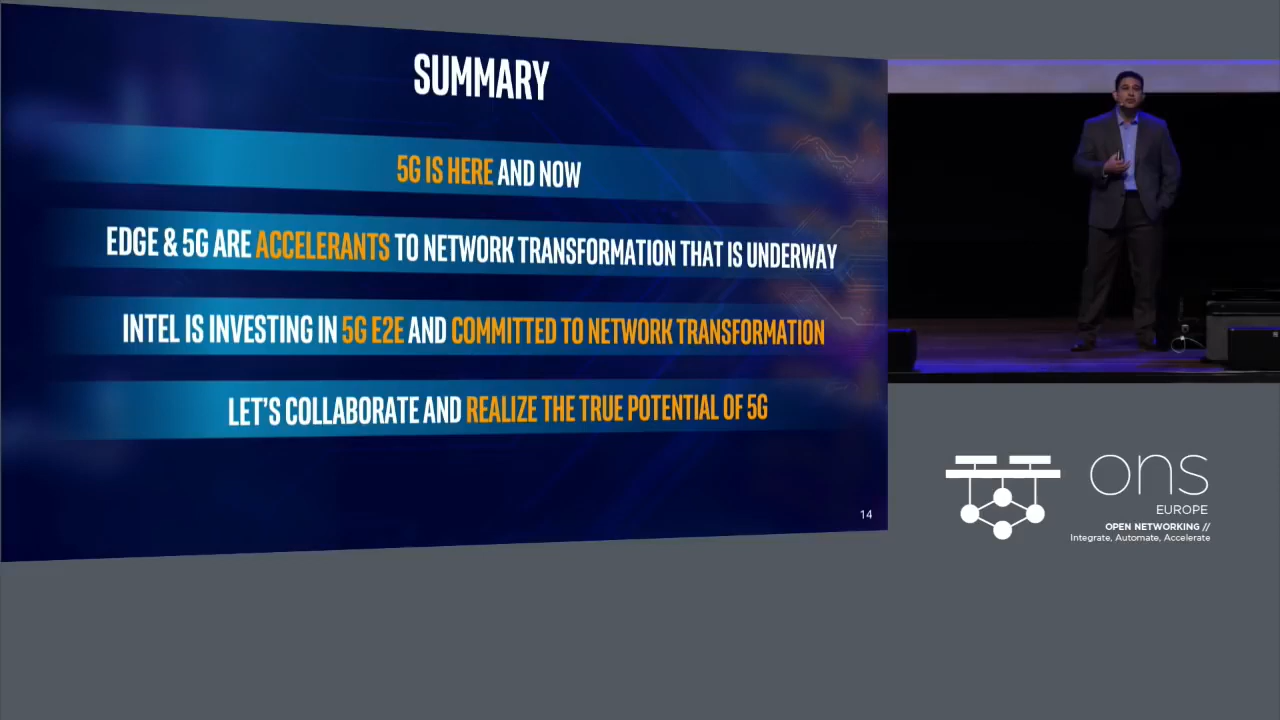 SUMMARY
5G IS HERE AND NOW
EDGE & 5G ARE ACCELERANTS TO NETWORK TRANSFORMATION THAT IS UNDERWAY
INTEL IS INVESTING IN 5G E2E AND COMMITTED TO NETWORK TRANSFORMATION
LET'S COLLABORATE AND REALIZE THE TRUE POTENTIAL OF 5G
14
ons
EUROPE
OPEN NETWORKING //
Integrate, Automate, Accelerate